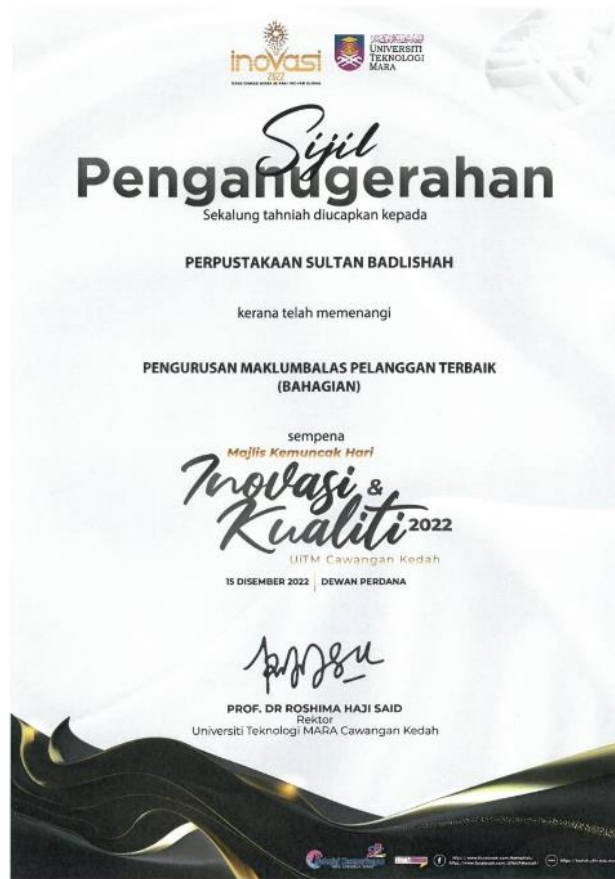 inovasi
2022
UNIVERSITI
TEKNOLOGI
MARA
Sijil
Penganugerahan
Sekalung tahniah diucapkan kepada
PERPUSTAKAAN SULTAN BADLISHAH
kerana telah memenangi
PENGURUSAN MAKLUMBALAS PELANGGAN TERBAIK
(BAHAGIAN)
sempena
Majlis Kemuncak Hari
Inovasi &
Kualiti 2022
UiTM Cawangan Kedah
15 DISEMBER 2022 | DEWAN PERDANA
PROF. DR ROSHIMA HAJI SAID
Rektor
Universiti Teknologi MARA Cawangan Kedah